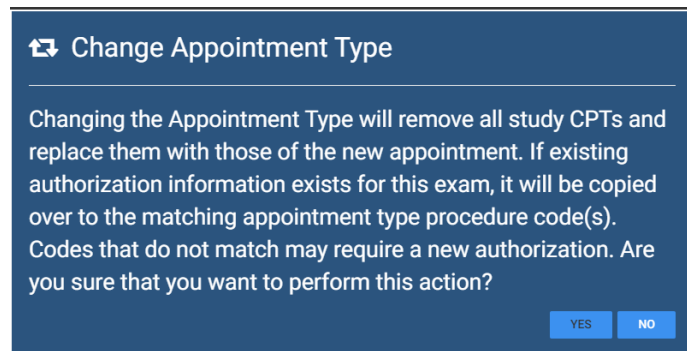 Change Appointment Type
Changing the Appointment Type will remove all study CPTs and
replace them with those of the new appointment. If existing
authorization information exists for this exam, it will be copied
over to the matching appointment type procedure code(s).
Codes that do not match may require a new authorization. Are
you sure that you want to perform this action?
YES NO